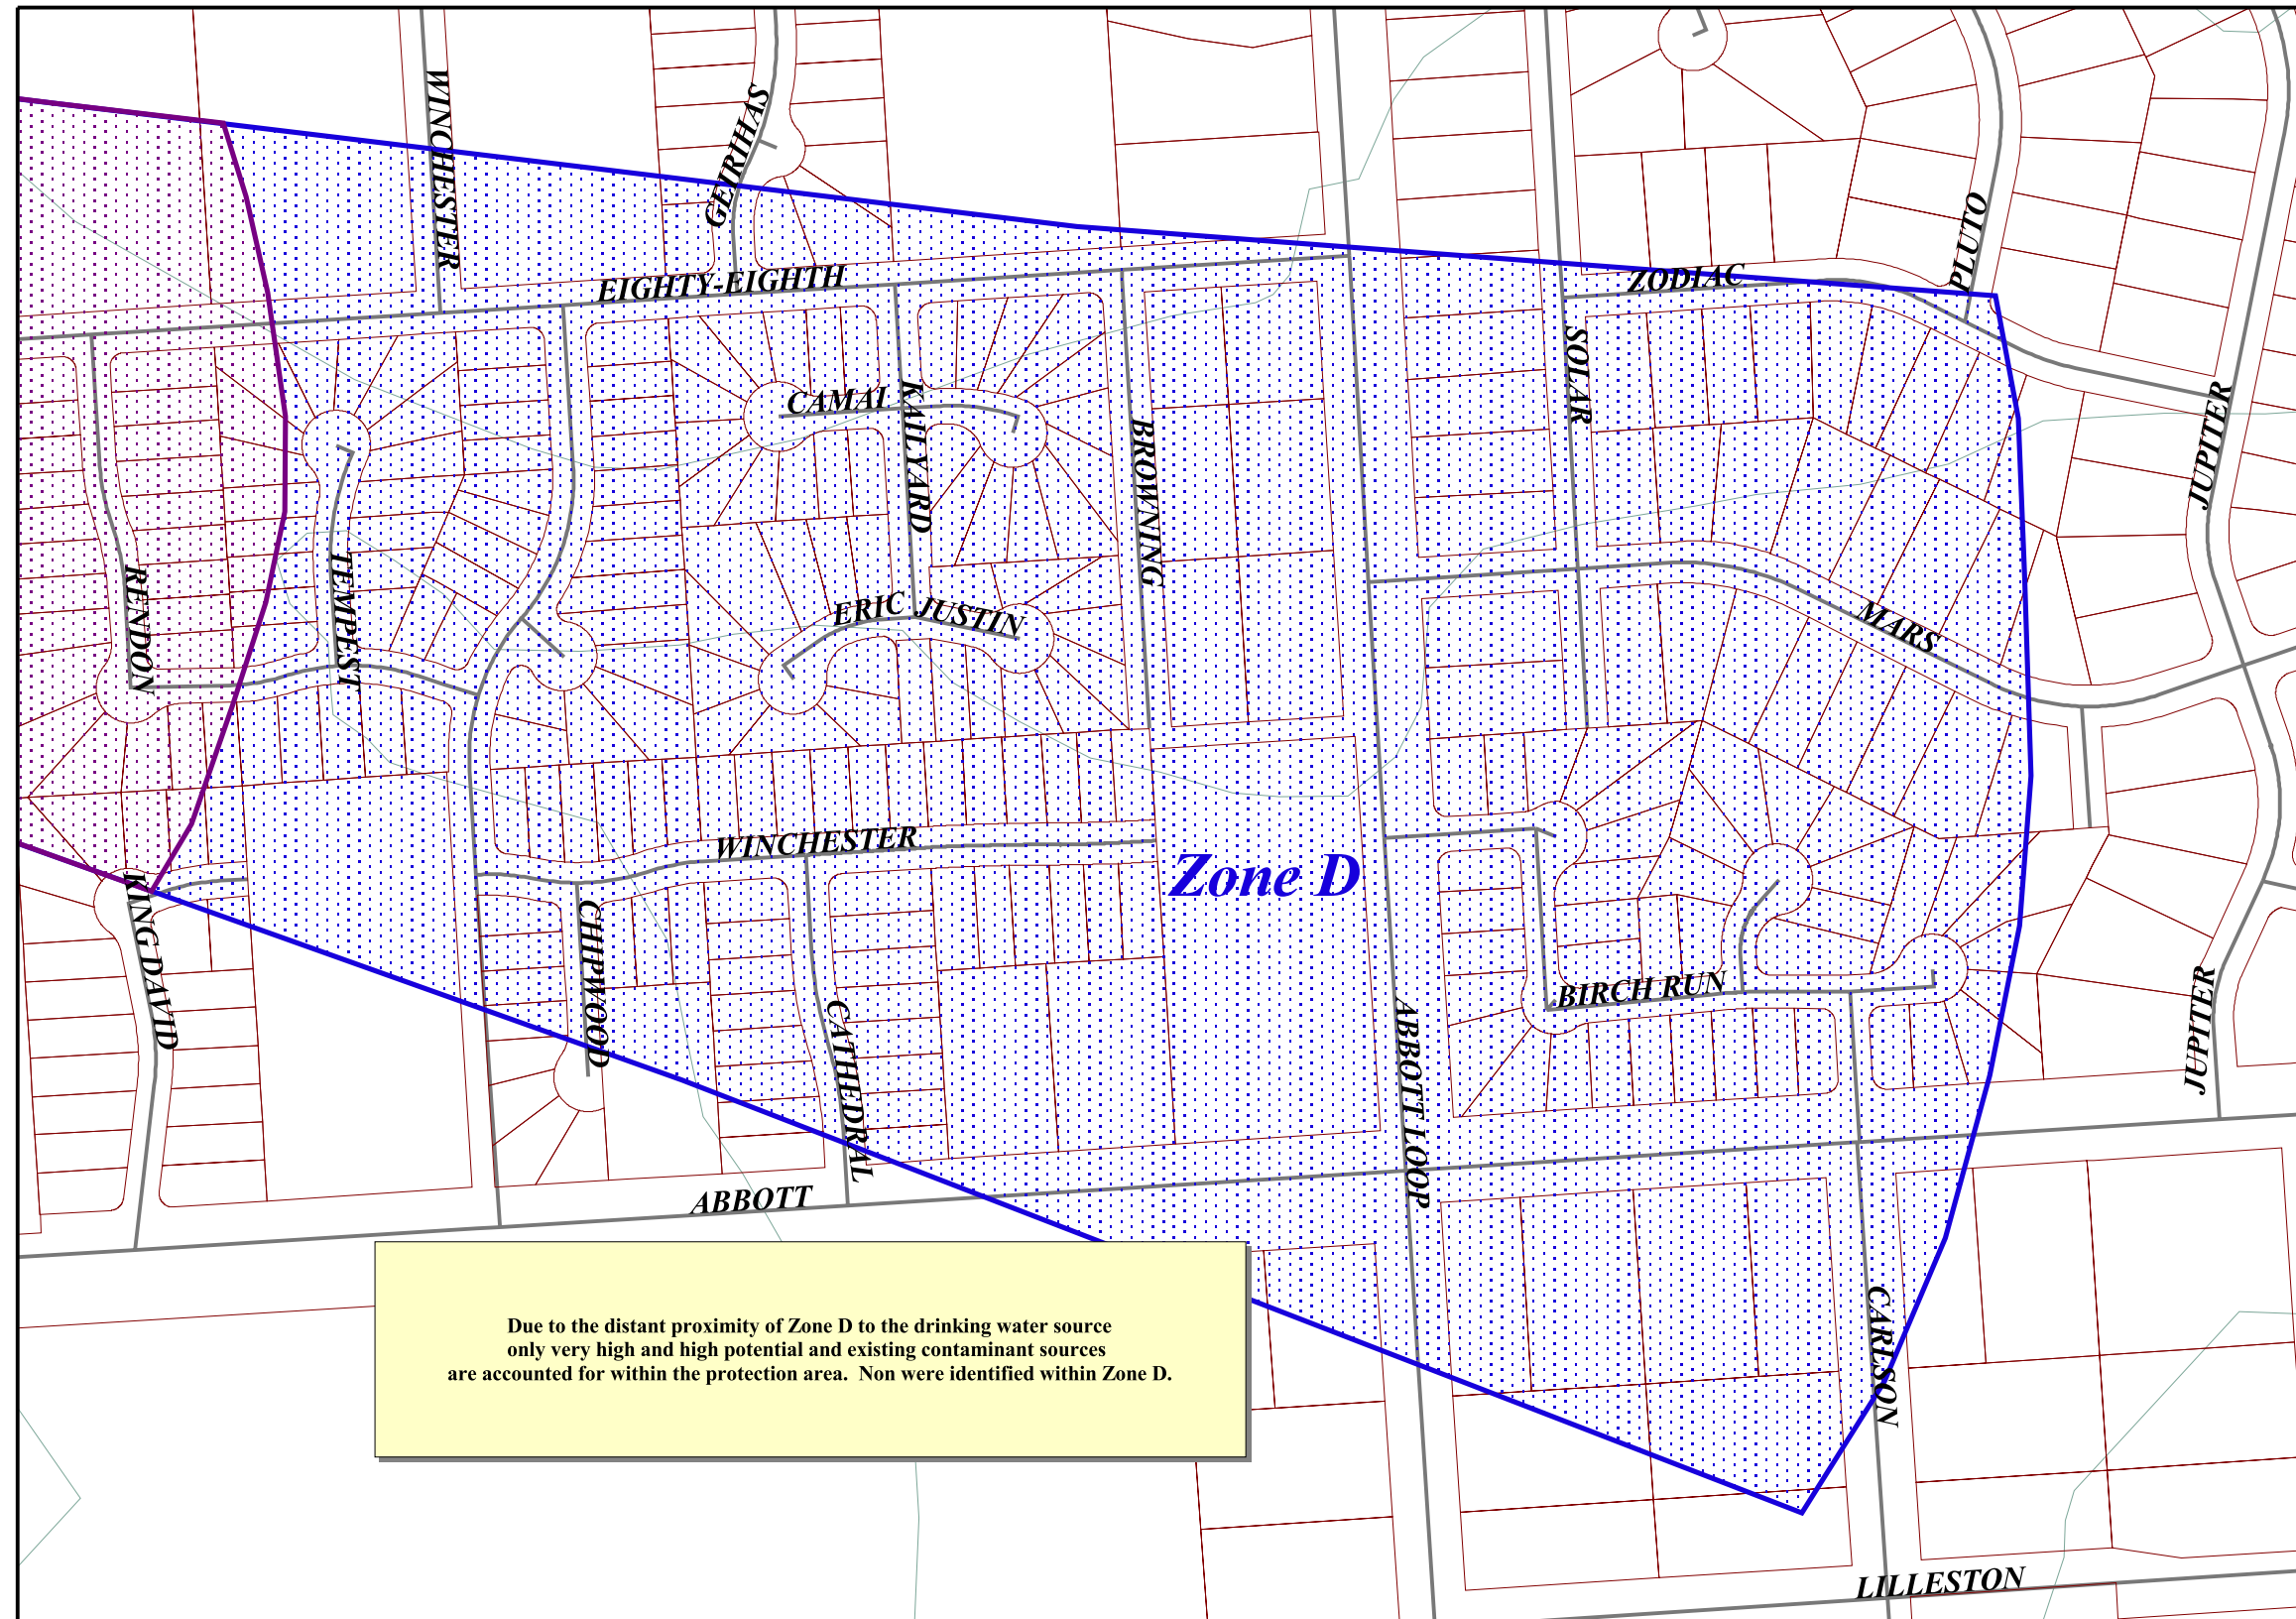 WINCHESTER
GEIRIHAS
PLUTO
EIGHTY-EIGHTH
ZODIAC
SOLAR
CAMAI
KAILYARD
BROWNING
JUPITER
RENDON
TEMPEST
ERIC JUSTIN
MARS
WINCHESTER
Zone D
KING DAVID
CHIPWOOD
CATHEDRAL
BIRCH RUN
ABBOTT LOOP
JUPITER
ABBOTT
CARLSON
Due to the distant proximity of Zone D to the drinking water source
only very high and high potential and existing contaminant sources
are accounted for within the protection area.  Non were identified within Zone D.
LILLESTON